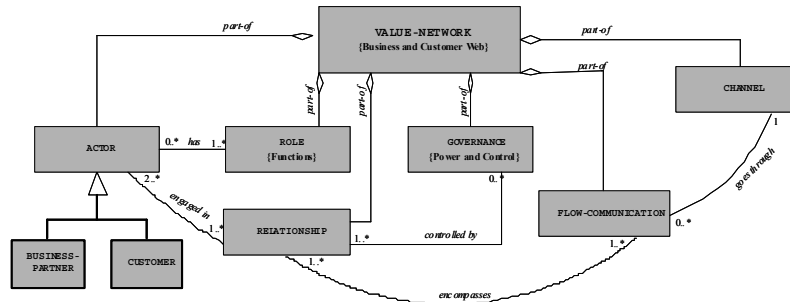 VALUE-NETWORK
{Business and Customer Web}
part-of
part-of
part-of
part-of
part-of
part-of
CHANNEL
1
ACTOR
0..*
has
1..*
ROLE
{Functions}
GOVERNANCE
{Power and Control}
0..*
2..*
engaged in
goes through
1..*
RELATIONSHIP
1..*
controlled by
FLOW-COMMUNICATION
0..*
1..*
1..*
BUSINESS-
PARTNER
CUSTOMER
encompasses